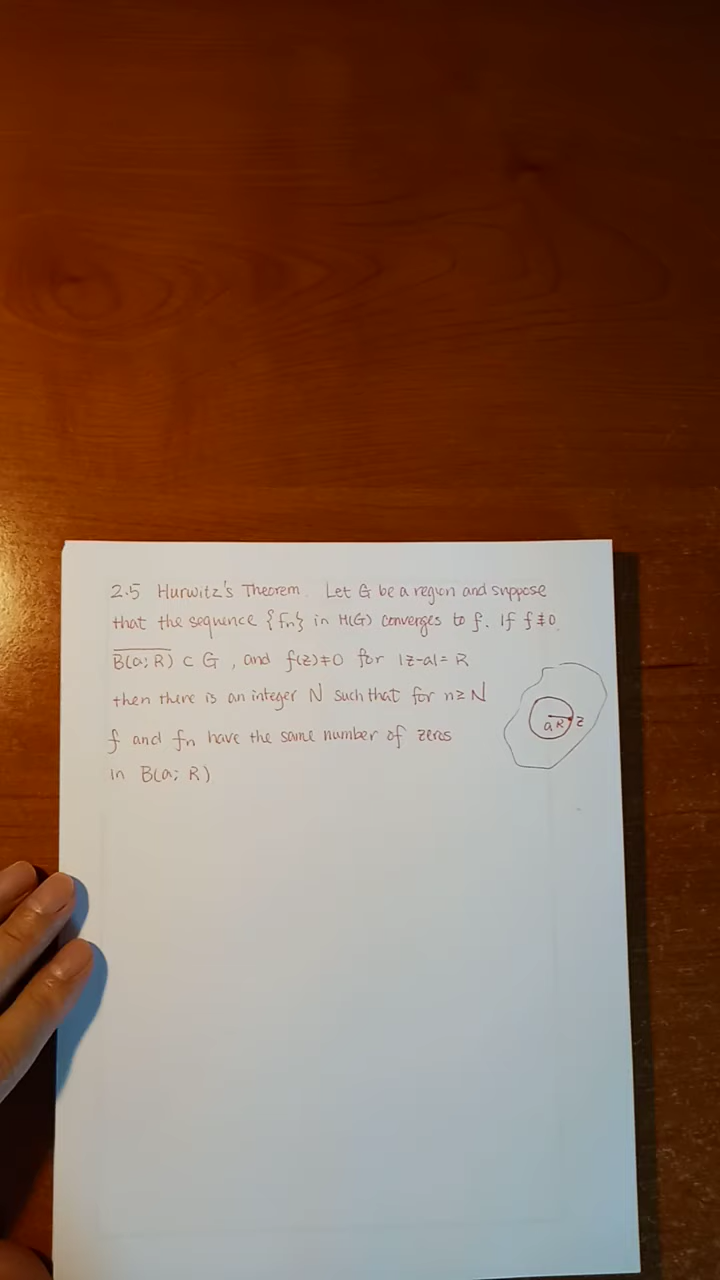 2.5 Hurwitz's Theorem. Let G be a region and suppose
that the sequence {fn} in H(G) converges to f. If f≢0,
B(a; R) ⊂ G, and f(z)≠0 for |z-a|= R
then there is an integer N such that for n≥N
f and fn have the same number of zeros
in B(a; R)
a R z